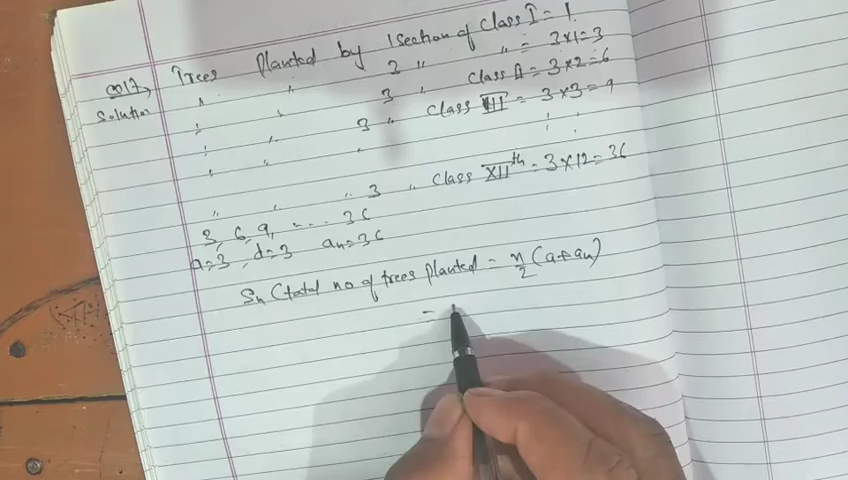 Q17, Trees Planted by 1 Section of Class I = 1
Solution " " 3 " " = 3×1=3
" " 3 " Class II = 3×2=6
" " 3 " Class III = 3×3=9
" " "
" " " 3 " Class XIIth = 3×12=36
3, 6, 9, .... 36
a=3, d=3 an=36
Sn (total no of trees planted = n/2 (a+an)
=